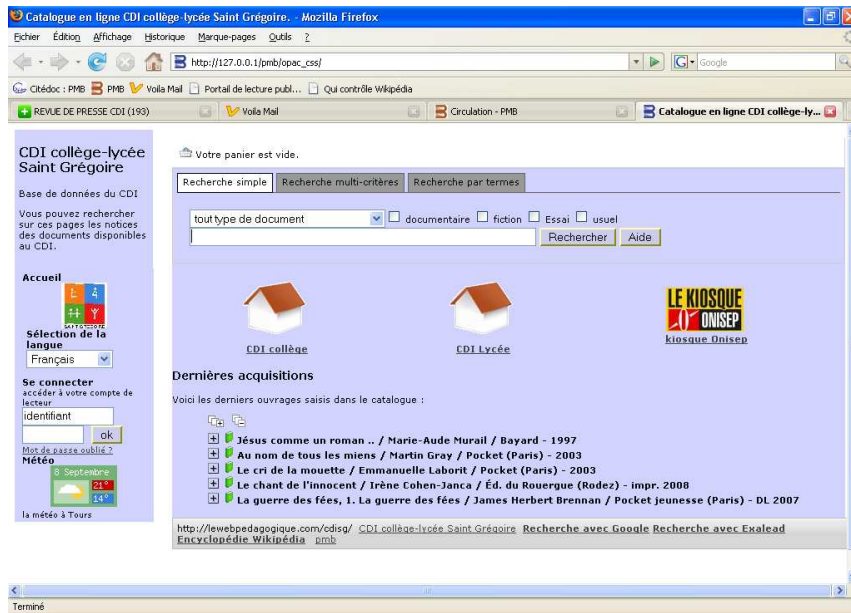 Catalogue en ligne CDI collège-lycée Saint Grégoire. - Mozilla Firefox
Fichier Édition Affichage Historique Marque-pages Outils ?
http://127.0.0.1/pmb/opac_css/ Google
Citédoc : PMB PMB Voila Mail Portail de lecture publ... Qui contrôle Wikipédia
REVUE DE PRESSE CDI (193) Voila Mail Circulation - PMB Catalogue en ligne CDI collège-ly...
CDI collège-lycée
Saint Grégoire
Base de données du CDI
Vous pouvez rechercher
sur ces pages les notices
des documents disponibles
au CDI.
Accueil
SAINT GREGOIRE
Sélection de la
langue
Français
Se connecter
accéder à votre compte de
lecteur
identifiant
ok
Mot de passe oublié ?
Météo
8 Septembre
21°
14°
la météo à Tours
Votre panier est vide.
Recherche simple Recherche multi-critères Recherche par termes
tout type de document documentaire fiction Essai usuel
Rechercher Aide
LE KIOSQUE
ONISEP
CDI collège CDI Lycée kiosque Onisep
Dernières acquisitions
Voici les derniers ouvrages saisis dans le catalogue :
Jésus comme un roman .. / Marie-Aude Murail / Bayard - 1997
Au nom de tous les miens / Martin Gray / Pocket (Paris) - 2003
Le cri de la mouette / Emmanuelle Laborit / Pocket (Paris) - 2003
Le chant de l'innocent / Irène Cohen-Janca / Éd. du Rouergue (Rodez) - impr. 2008
La guerre des fées, 1. La guerre des fées / James Herbert Brennan / Pocket jeunesse (Paris) - DL 2007
http://lewebpedagogique.com/cdisg/ CDI collège-lycée Saint Grégoire Recherche avec Google Recherche avec Exalead
Encyclopédie Wikipédia pmb
Terminé